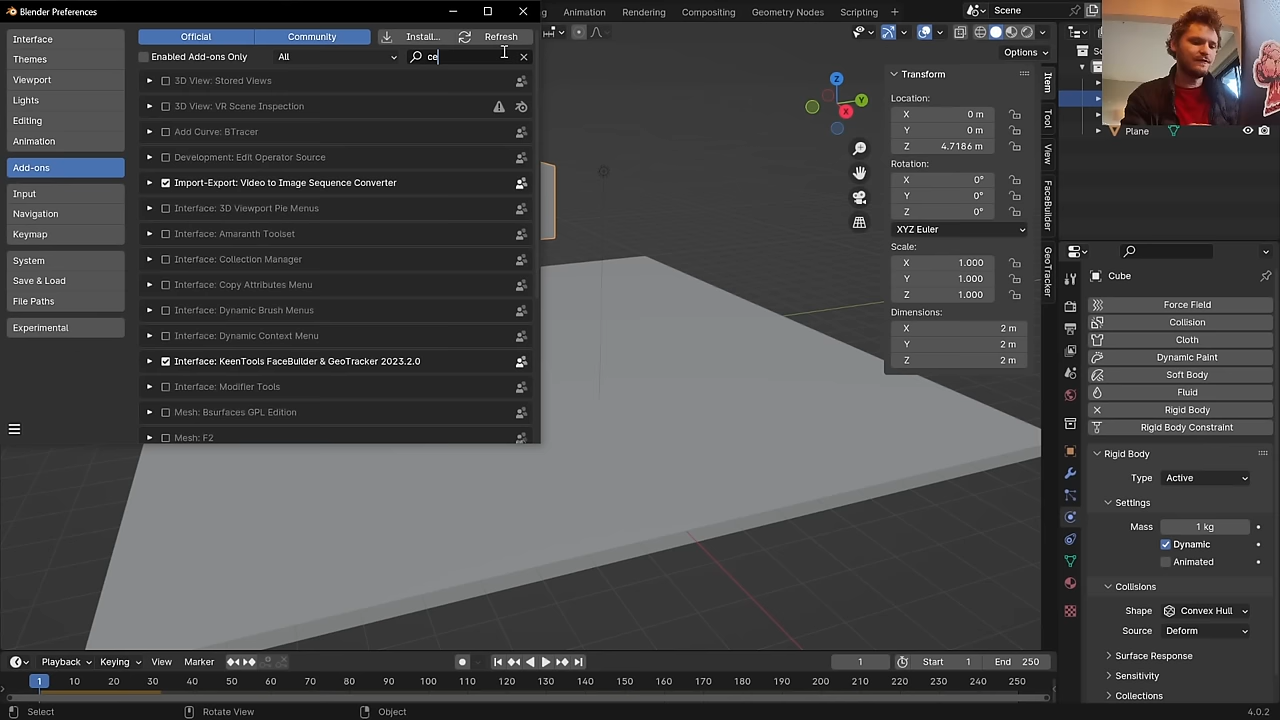 Blender Preferences
Animation Rendering Compositing Geometry Nodes Scripting
Scene
Interface
Themes
Viewport
Lights
Editing
Animation
Add-ons
Input
Navigation
Keymap
System
Save & Load
File Paths
Experimental
Official Community Install... Refresh
Enabled Add-ons Only All ce
3D View: Stored Views
3D View: VR Scene Inspection
Add Curve: BTracer
Development: Edit Operator Source
Import-Export: Video to Image Sequence Converter
Interface: 3D Viewport Pie Menus
Interface: Amaranth Toolset
Interface: Collection Manager
Interface: Copy Attributes Menu
Interface: Dynamic Brush Menus
Interface: Dynamic Context Menu
Interface: KeenTools FaceBuilder & GeoTracker 2023.2.0
Interface: Modifier Tools
Mesh: Bsurfaces GPL Edition
Mesh: F2
Options
Z
Y
X
Transform
Location:
X 0 m
Y 0 m
Z 4.7186 m
Rotation:
X 0°
Y 0°
Z 0°
XYZ Euler
Scale:
X 1.000
Y 1.000
Z 1.000
Dimensions:
X 2 m
Y 2 m
Z 2 m
Item
Tool
View
FaceBuilder
GeoTracker
Plane
Cube
Force Field
Collision
Cloth
Dynamic Paint
Soft Body
Fluid
Rigid Body
Rigid Body Constraint
Rigid Body
Type Active
Settings
Mass 1 kg
Dynamic
Animated
Collisions
Shape Convex Hull
Source Deform
Surface Response
Sensitivity
Collections
Playback Keying View Marker
1 Start 1 End 250
1 10 20 30 40 50 60 70 80 90 100 110 120 130 140 150 160 170 180 190 200 210 220 230 240 250
Select Rotate View Object 4.0.2